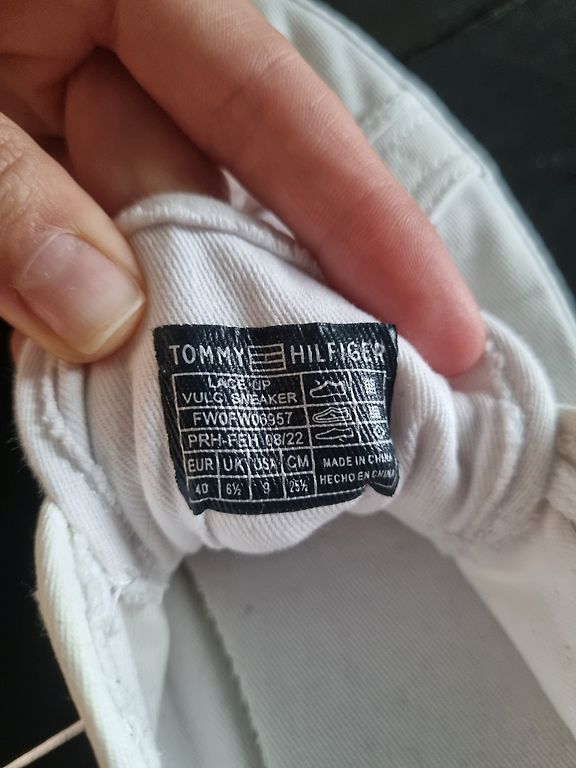 TOMMY HILFIGER
LACE UP
VULC SNEAKER
FW0FW06957
PRH-FEH 08/22
EUR UK USA CM
40 6½ 9 25½
MADE IN CHINA
HECHO EN CHINA